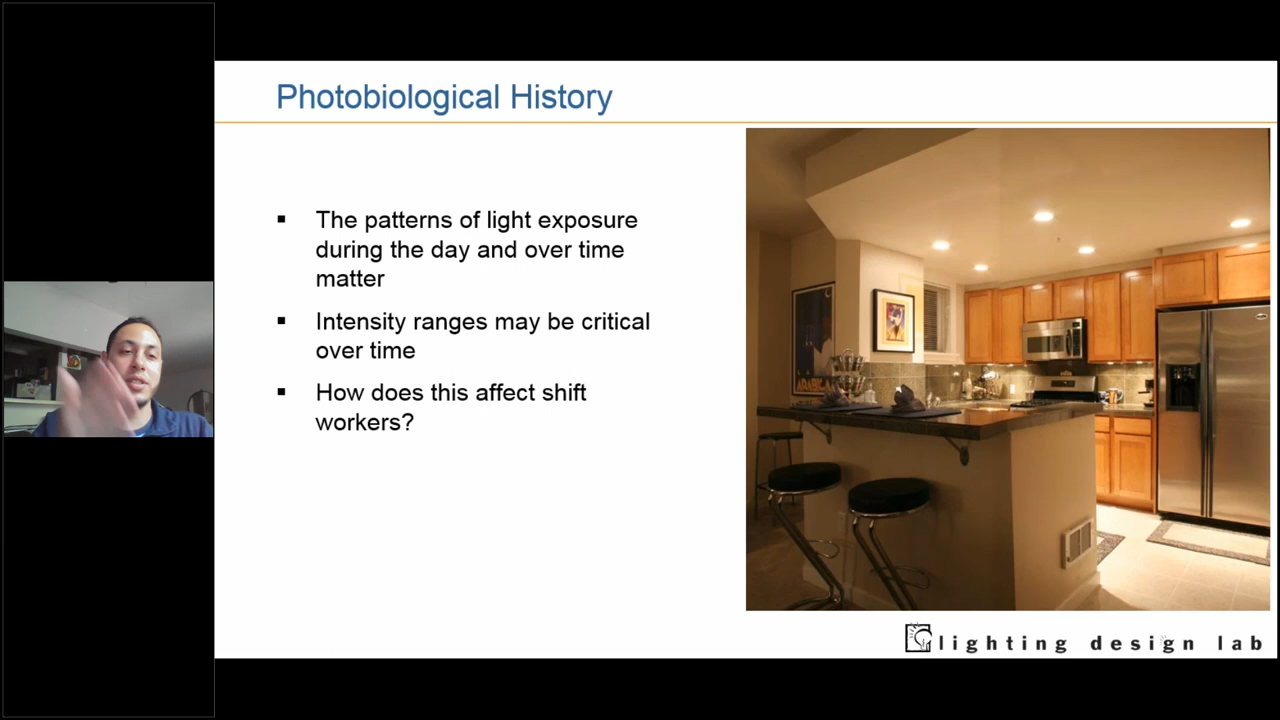 Photobiological History
▪ The patterns of light exposure
during the day and over time
matter
▪ Intensity ranges may be critical
over time
▪ How does this affect shift
workers?
ARABIC
lighting design lab